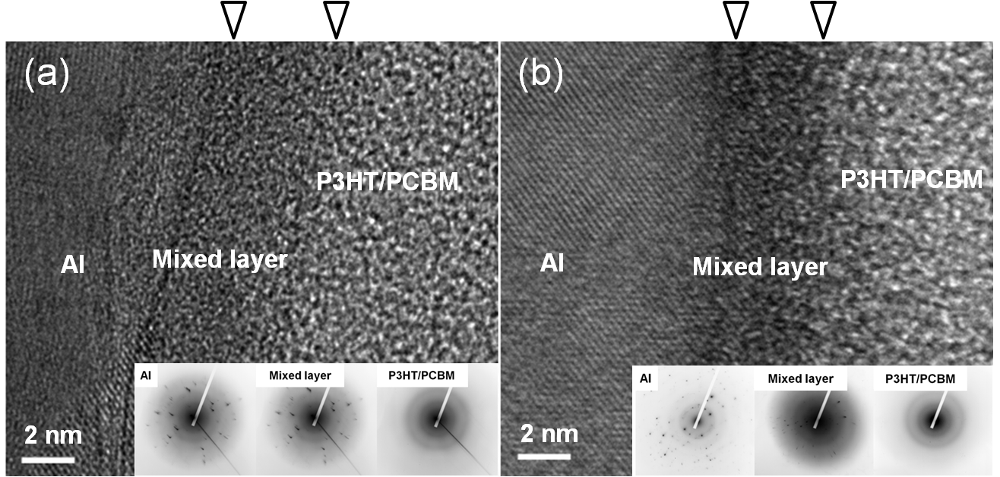 (a)
P3HT/PCBM
Al
Mixed layer
Al
Mixed layer
P3HT/PCBM
2 nm
(b)
P3HT/PCBM
Al
Mixed layer
Al
Mixed layer
P3HT/PCBM
2 nm